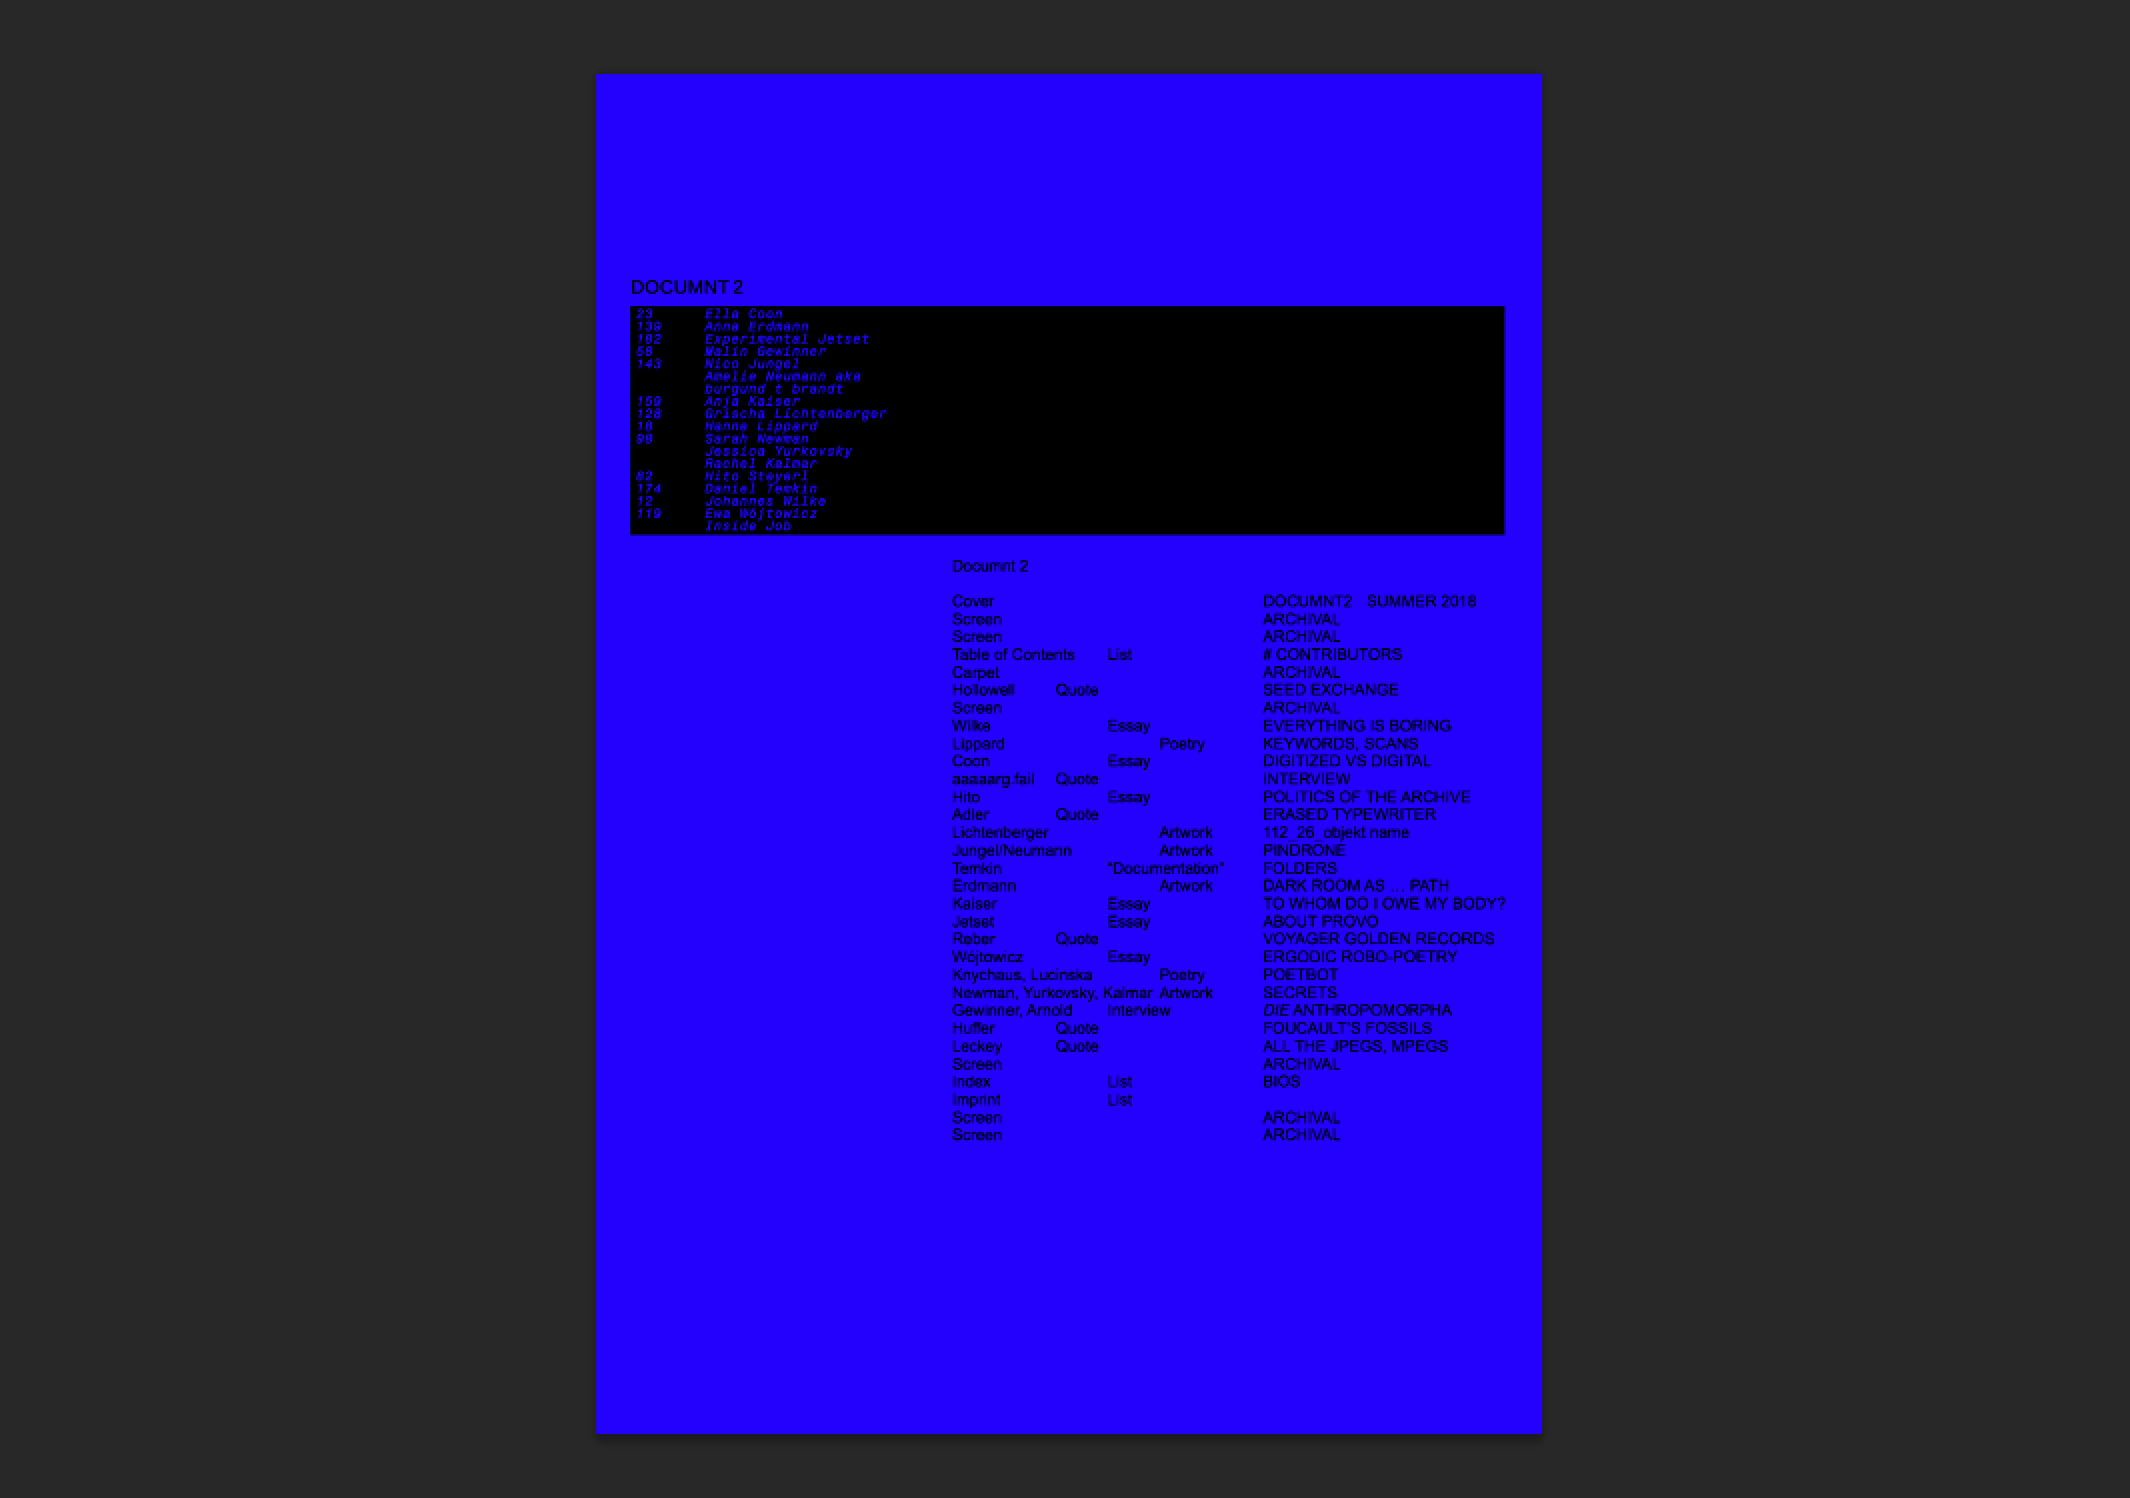 DOCUMNT 2
23 Ella Coon
139 Anna Erdmann
182 Experimental Jetset
58 Malin Gewinner
143 Nico Jungel
Amelie Neumann aka
burgund t brandt
159 Anja Kaiser
128 Grischa Lichtenberger
18 Hanne Lippard
98 Sarah Newman
Jessica Yurkovsky
Rachel Kalmar
82 Hito Steyerl
174 Daniel Temkin
12 Johannes Wilke
119 Ewa Wójtowicz
Inside Job
Documnt 2
Cover DOCUMNT2 SUMMER 2018
Screen ARCHIVAL
Screen ARCHIVAL
Table of Contents List # CONTRIBUTORS
Carpet ARCHIVAL
Hollowell Quote SEED EXCHANGE
Screen ARCHIVAL
Wilke Essay EVERYTHING IS BORING
Lippard Poetry KEYWORDS, SCANS
Coon Essay DIGITIZED VS DIGITAL
aaaaarg.fail Quote INTERVIEW
Hito Essay POLITICS OF THE ARCHIVE
Adler Quote ERASED TYPEWRITER
Lichtenberger Artwork 112_26_objekt name
Jungel/Neumann Artwork PINDRONE
Temkin “Documentation” FOLDERS
Erdmann Artwork DARK ROOM AS … PATH
Kaiser Essay TO WHOM DO I OWE MY BODY?
Jetset Essay ABOUT PROVO
Reber Quote VOYAGER GOLDEN RECORDS
Wójtowicz Essay ERGODIC ROBO-POETRY
Knychaus, Lucinska Poetry POETBOT
Newman, Yurkovsky, Kalmar Artwork SECRETS
Gewinner, Arnold Interview DIE ANTHROPOMORPHA
Huffer Quote FOUCAULT'S FOSSILS
Leckey Quote ALL THE JPEGS, MPEGS
Screen ARCHIVAL
Index List BIOS
Imprint List
Screen ARCHIVAL
Screen ARCHIVAL